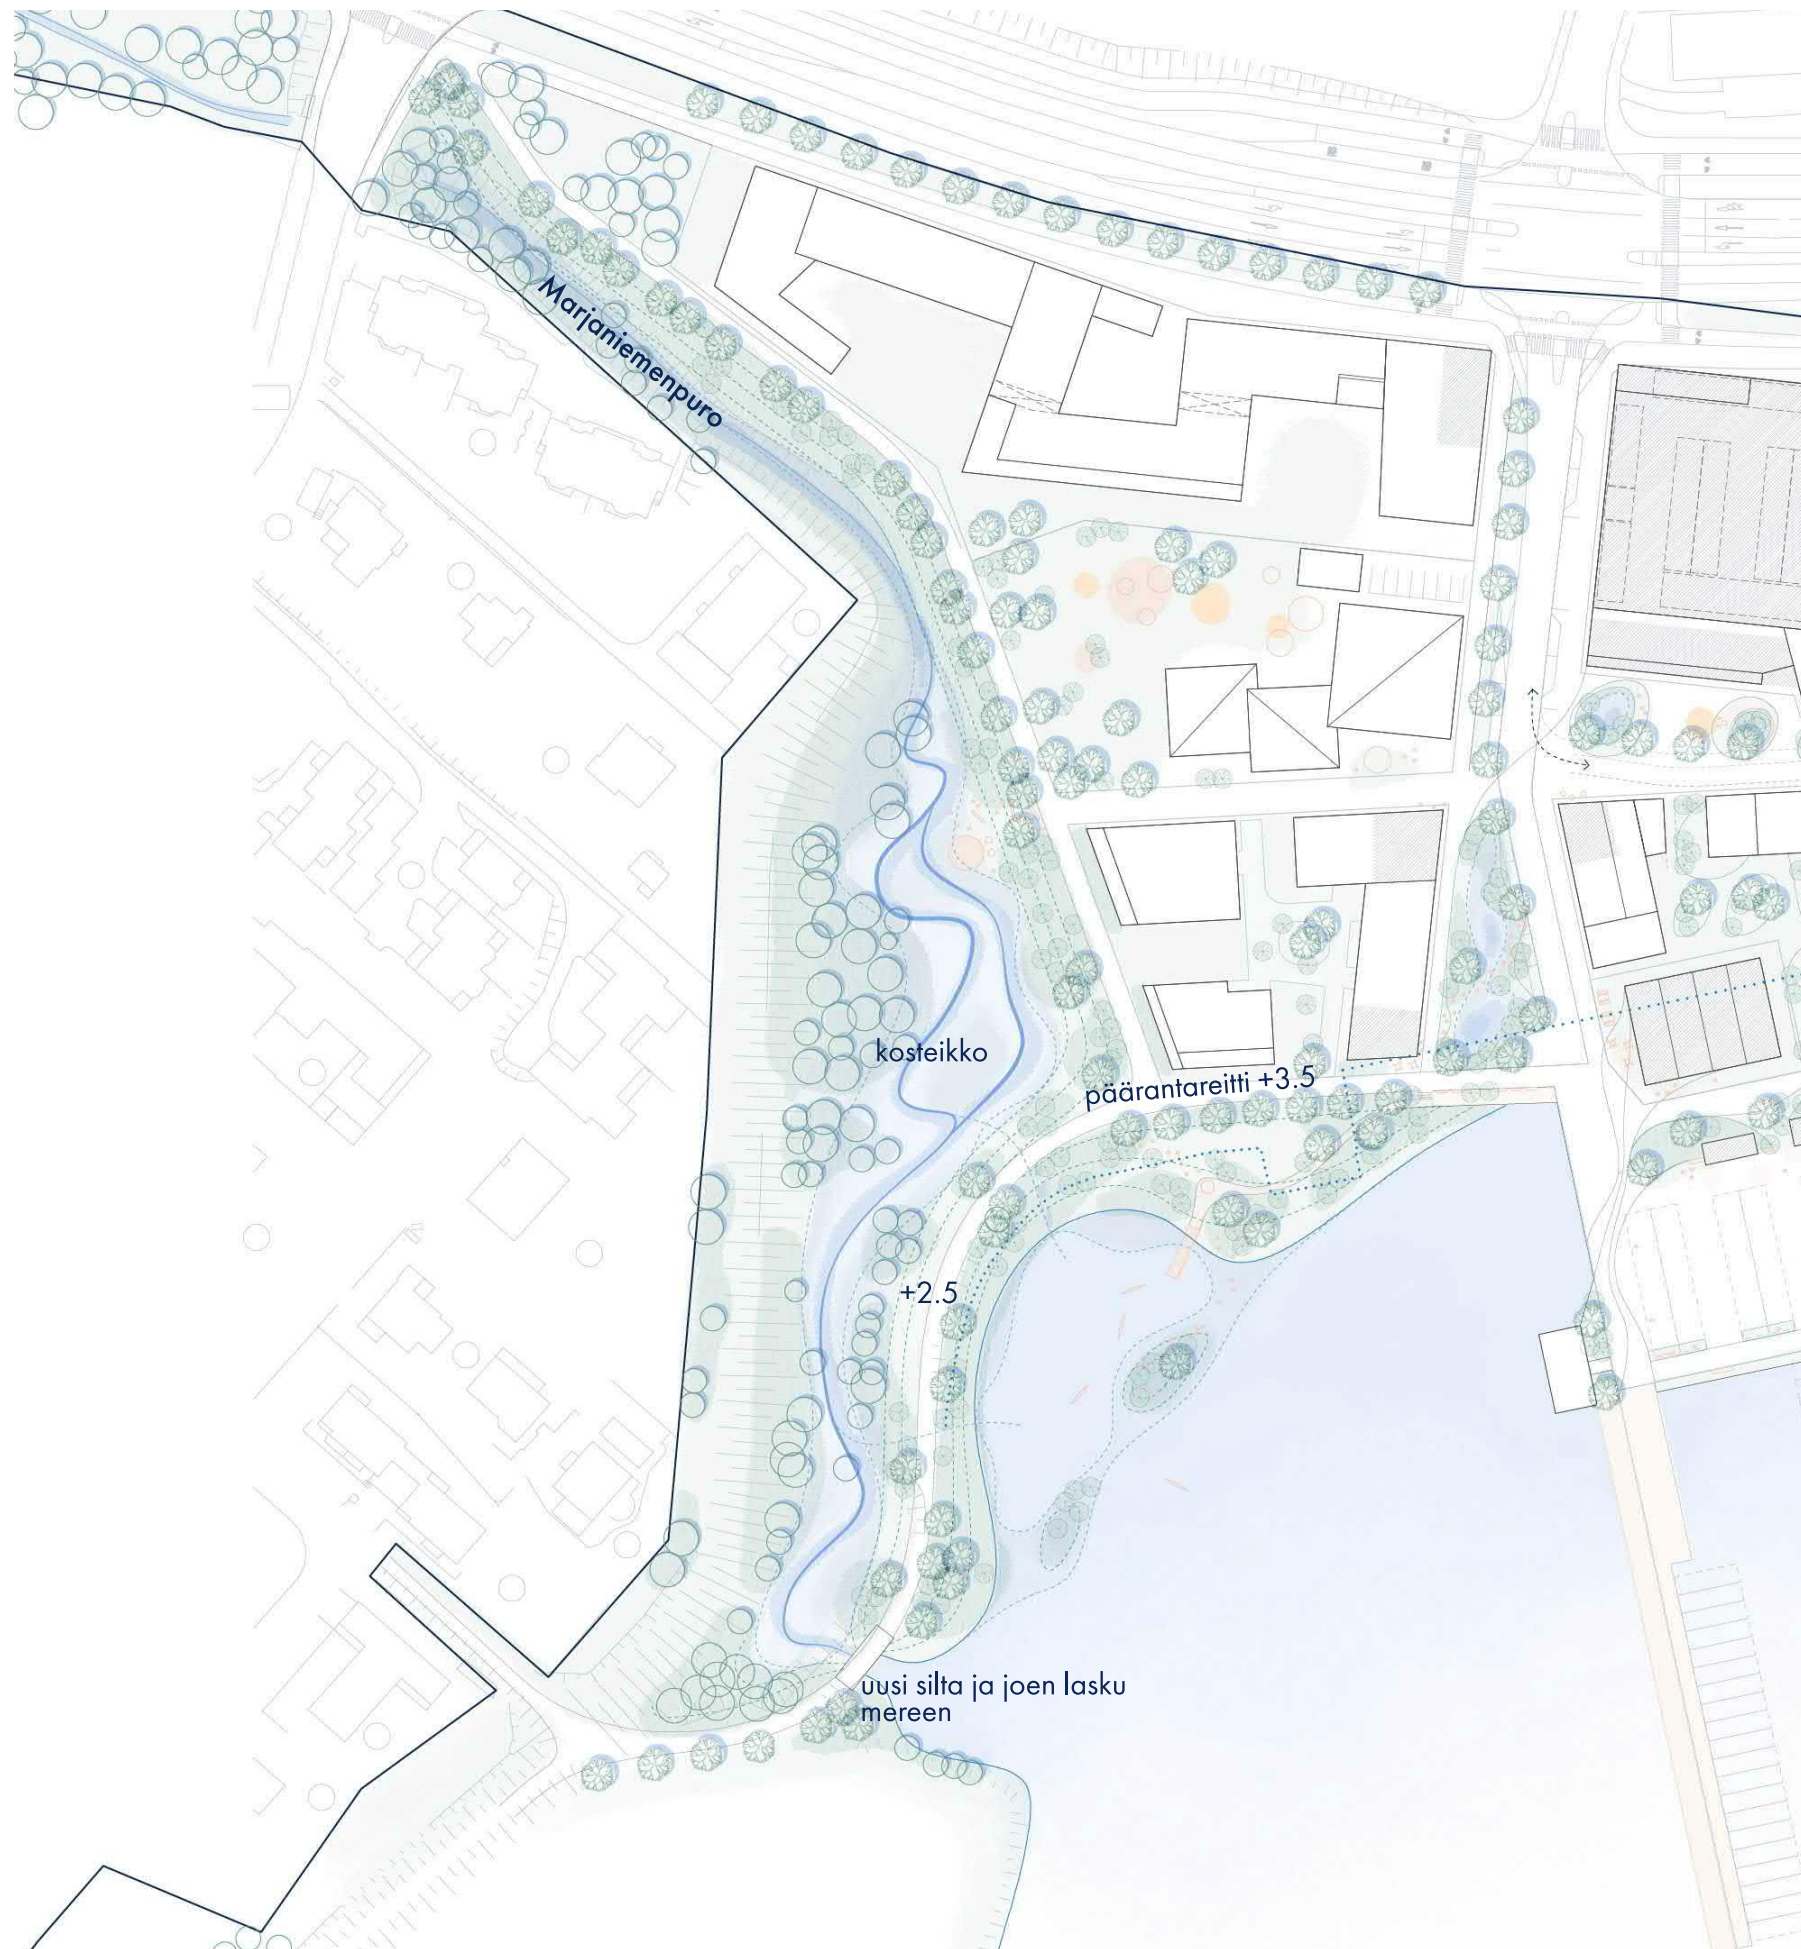 Marjaniemenpuro
kosteikko
päärantareitti +3.5
+2.5
uusi silta ja joen lasku
mereen